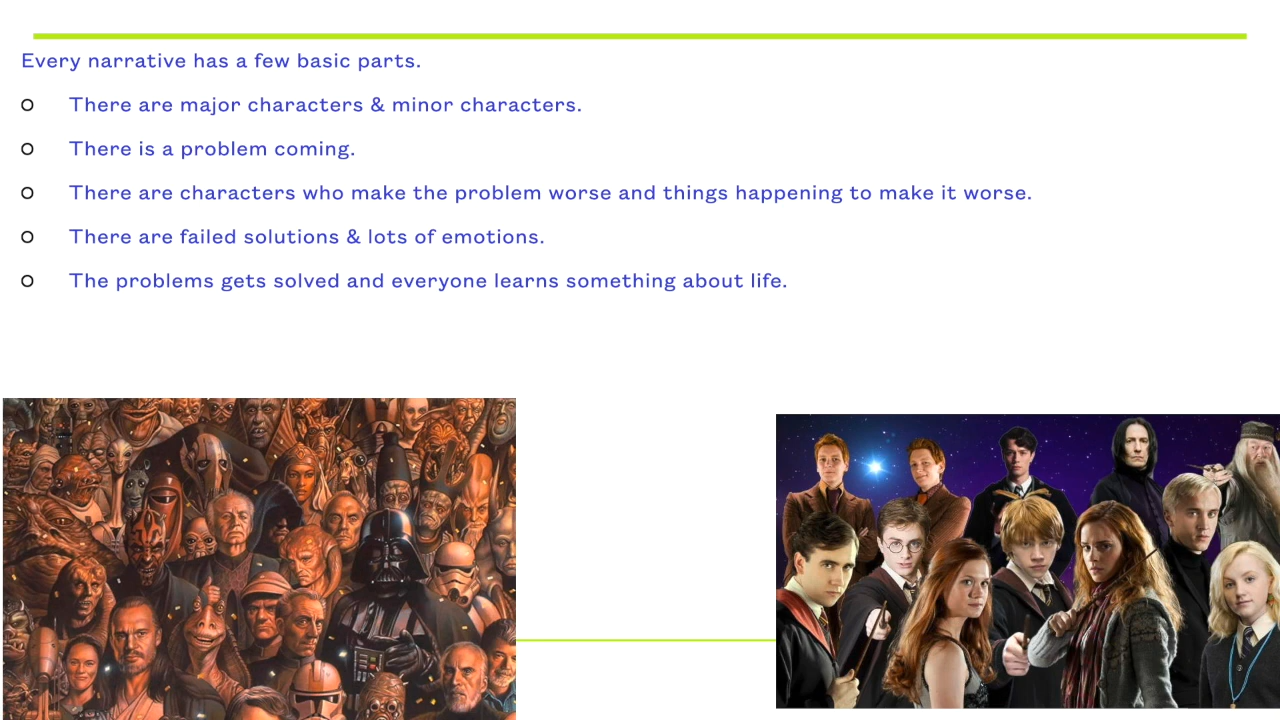 Every narrative has a few basic parts.
There are major characters & minor characters.
There is a problem coming.
There are characters who make the problem worse and things happening to make it worse.
There are failed solutions & lots of emotions.
The problems gets solved and everyone learns something about life.